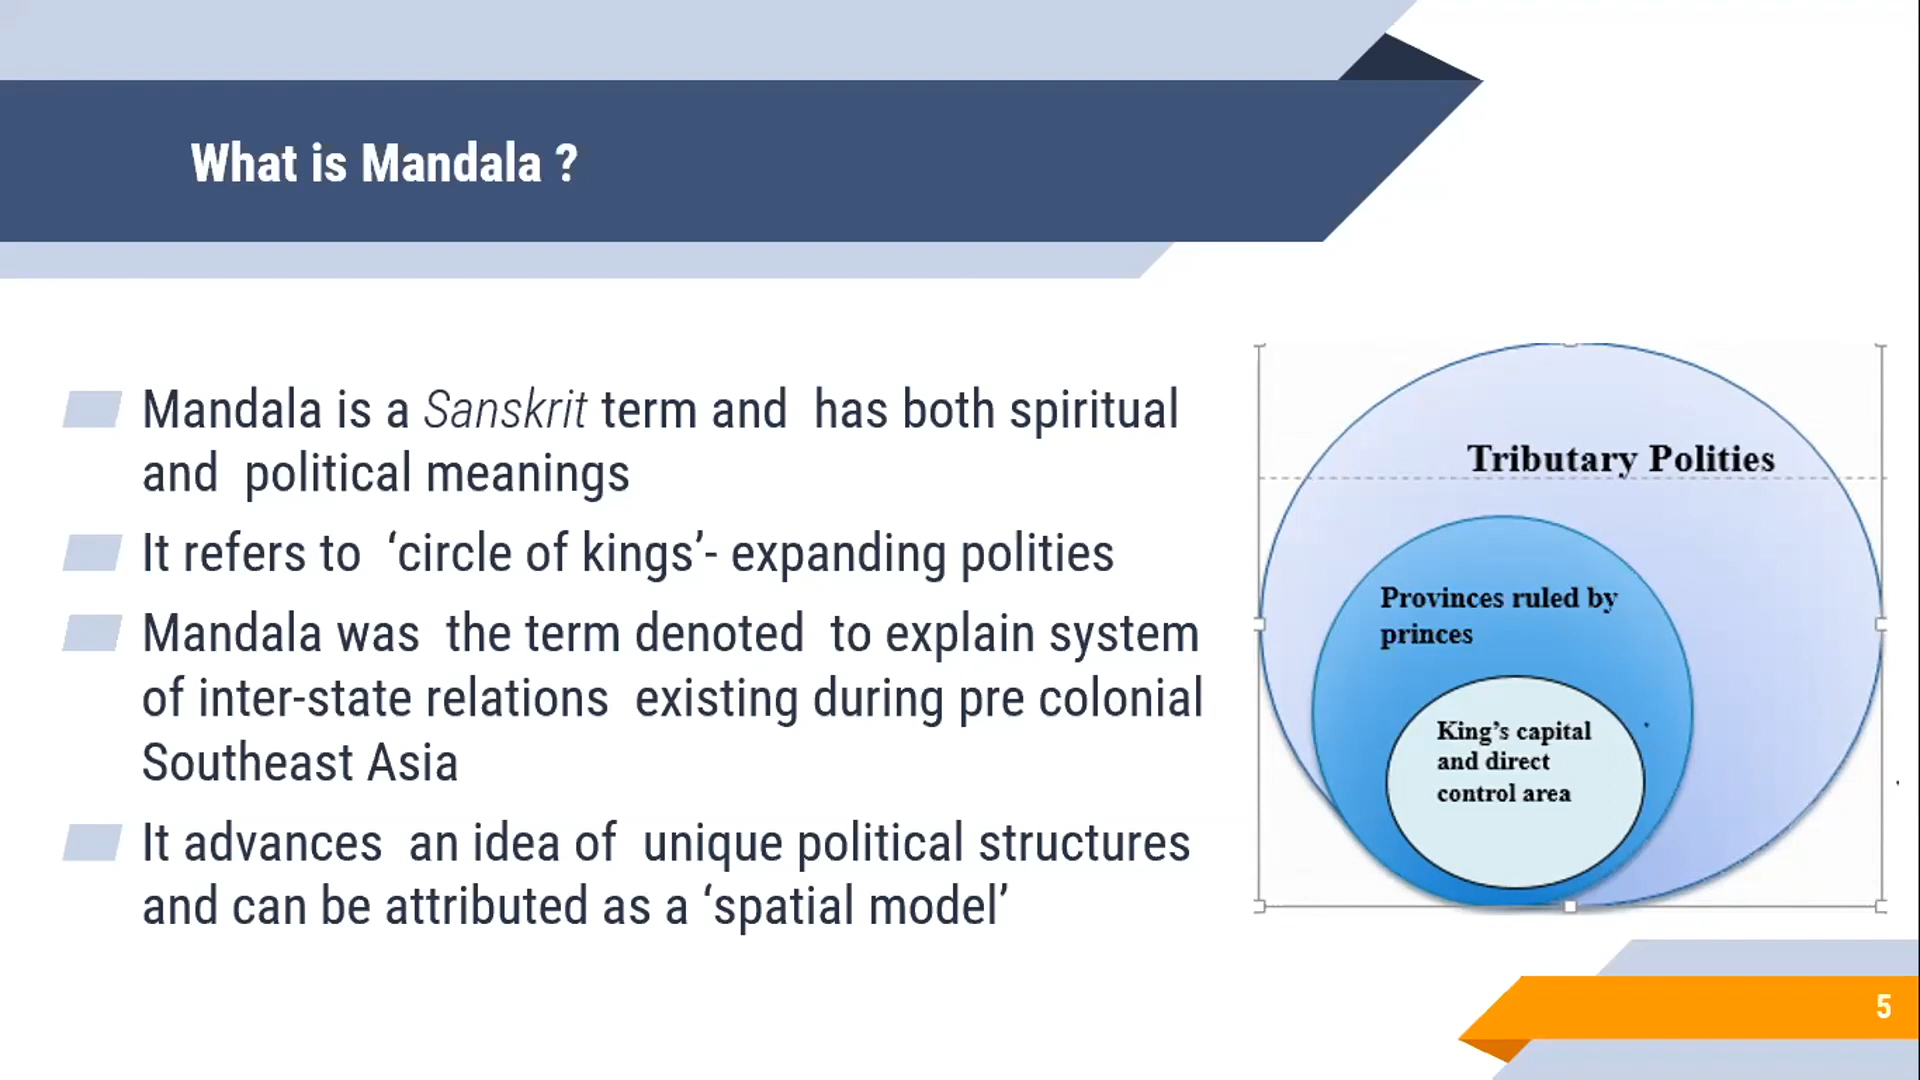 What is Mandala ?
Mandala is a Sanskrit term and has both spiritual
and political meanings
It refers to ‘circle of kings’- expanding polities
Mandala was the term denoted to explain system
of inter-state relations existing during pre colonial
Southeast Asia
It advances an idea of unique political structures
and can be attributed as a ‘spatial model’
Tributary Polities
Provinces ruled by
princes
King’s capital
and direct
control area
5